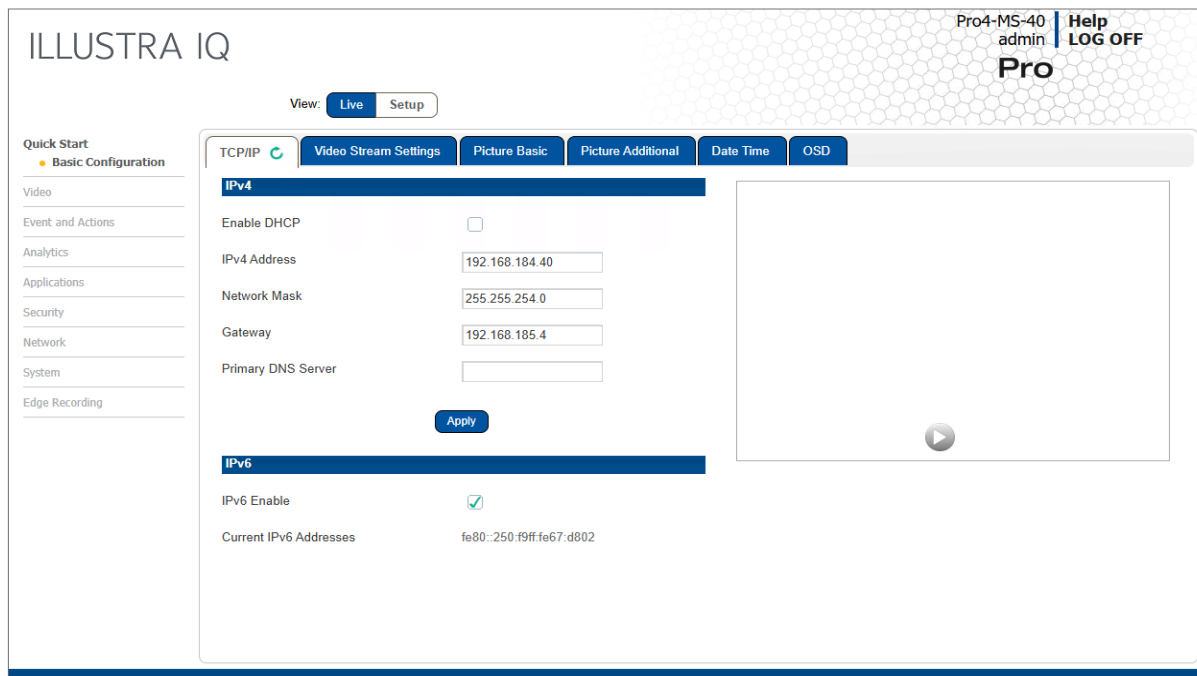 ILLUSTRA IQ
Pro4-MS-40 Help
admin LOG OFF
Pro
View: Live Setup
Quick Start
Basic Configuration
Video
Event and Actions
Analytics
Applications
Security
Network
System
Edge Recording
TCP/IP Video Stream Settings Picture Basic Picture Additional Date Time OSD
IPv4
Enable DHCP
IPv4 Address 192.168.184.40
Network Mask 255.255.254.0
Gateway 192.168.185.4
Primary DNS Server
Apply
IPv6
IPv6 Enable
Current IPv6 Addresses fe80::250:f9ff:fe67:d802